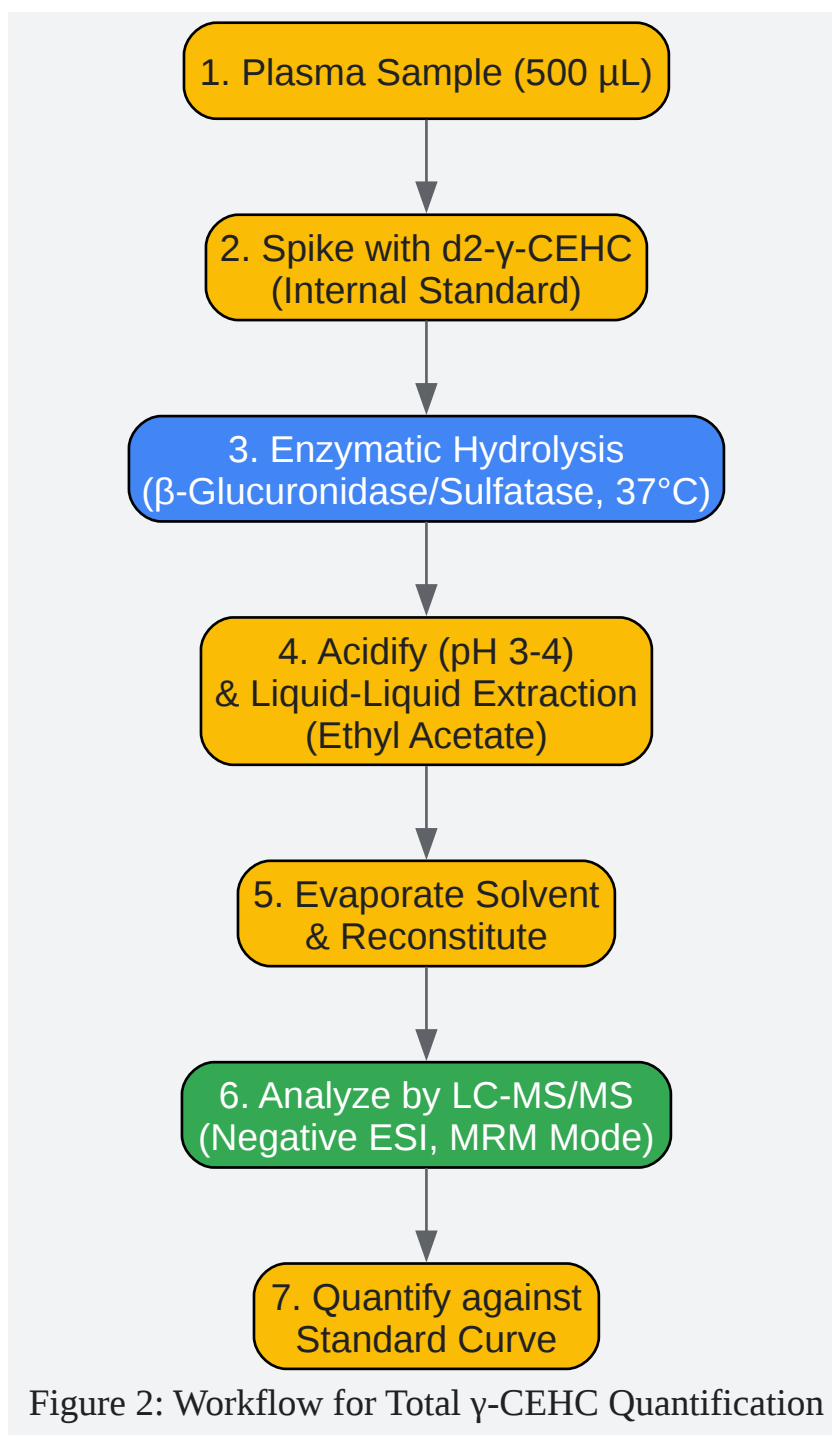 1. Plasma Sample (500 µL)
2. Spike with d2-γ-CEHC
(Internal Standard)
3. Enzymatic Hydrolysis
(β-Glucuronidase/Sulfatase, 37°C)
4. Acidify (pH 3-4)
& Liquid-Liquid Extraction
(Ethyl Acetate)
5. Evaporate Solvent
& Reconstitute
6. Analyze by LC-MS/MS
(Negative ESI, MRM Mode)
7. Quantify against
Standard Curve
Figure 2: Workflow for Total γ-CEHC Quantification